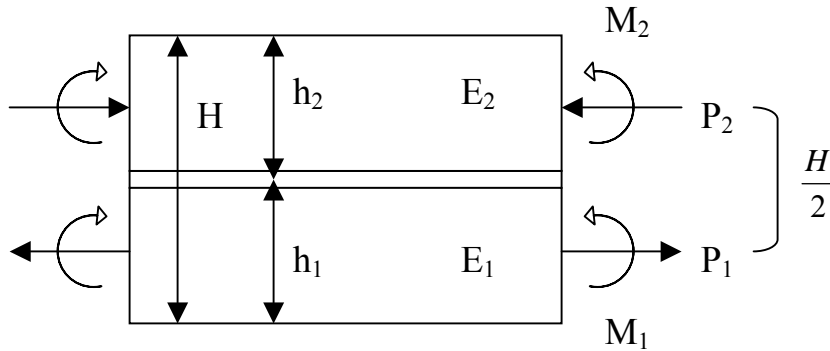 M₂
h₂ E₂
H P₂
H/2
h₁ E₁ P₁
M₁